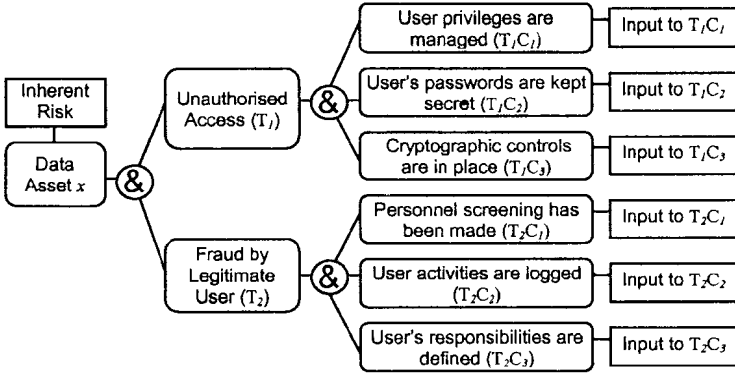 Inherent
Risk
Data
Asset x
&
Unauthorised
Access (T1)
&
User privileges are
managed (T1C1)
Input to T1C1
User's passwords are kept
secret (T1C2)
Input to T1C2
Cryptographic controls
are in place (T1C3)
Input to T1C3
Fraud by
Legitimate
User (T2)
&
Personnel screening has
been made (T2C1)
Input to T2C1
User activities are logged
(T2C2)
Input to T2C2
User's responsibilities are
defined (T2C3)
Input to T2C3